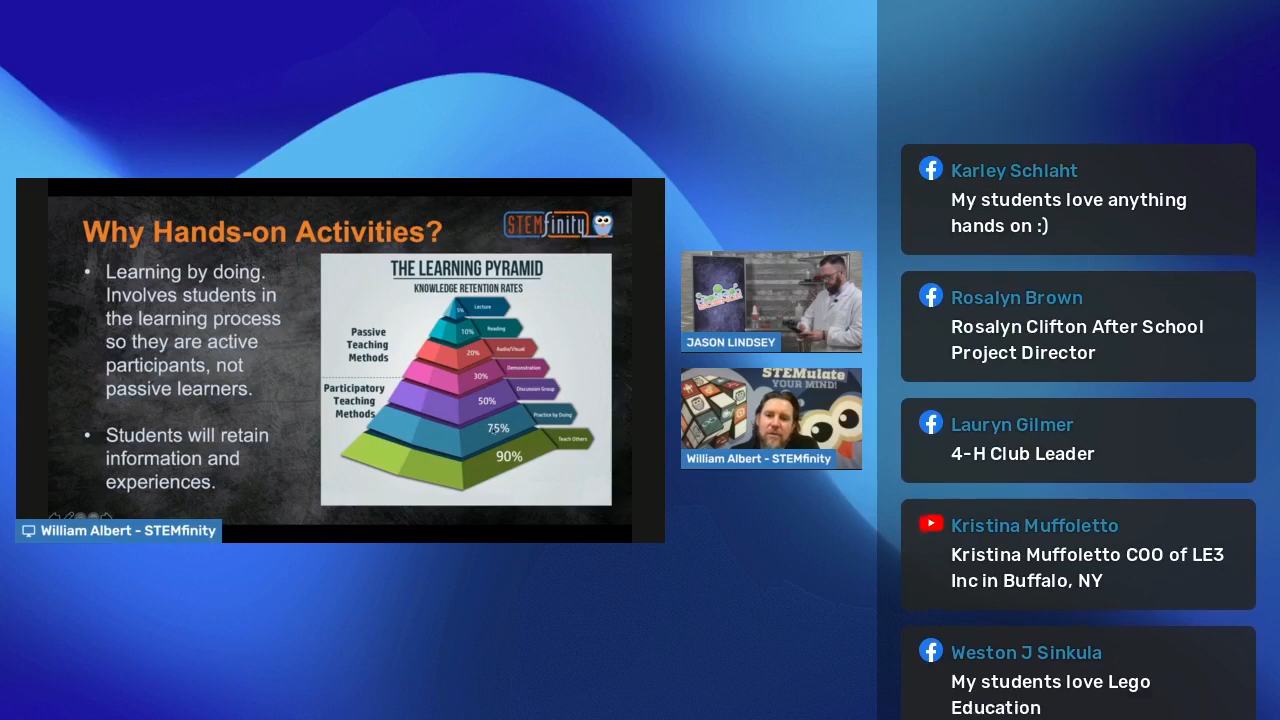 Why Hands-on Activities?
STEMfinity
• Learning by doing.
Involves students in
the learning process
so they are active
participants, not
passive learners.
• Students will retain
information and
experiences.
THE LEARNING PYRAMID
KNOWLEDGE RETENTION RATES
Passive
Teaching
Methods
Participatory
Teaching
Methods
5% Lecture
10% Reading
20% Audio/Visual
30% Demonstration
50% Discussion Group
75% Practice by Doing
90% Teach Others
William Albert - STEMfinity
JASON LINDSEY
STEMulate
YOUR MIND!
William Albert - STEMfinity
Karley Schlaht
My students love anything
hands on :)
Rosalyn Brown
Rosalyn Clifton After School
Project Director
Lauryn Gilmer
4-H Club Leader
Kristina Muffoletto
Kristina Muffoletto COO of LE3
Inc in Buffalo, NY
Weston J Sinkula
My students love Lego
Education